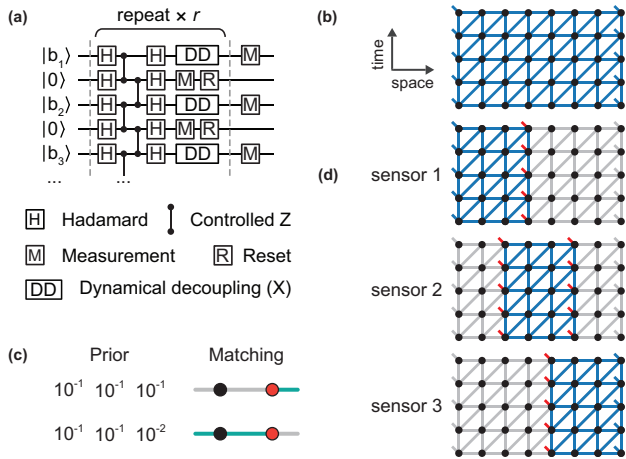 (a)
repeat × r
|b₁⟩ H H DD M
|0⟩ H H M R
|b₂⟩ H H DD M
|0⟩ H H M R
|b₃⟩ H H DD M
... ...
H Hadamard Controlled Z
M Measurement R Reset
DD Dynamical decoupling (X)
(c)
Prior Matching
10⁻¹ 10⁻¹ 10⁻¹
10⁻¹ 10⁻¹ 10⁻²
(b)
time
space
(d)
sensor 1
sensor 2
sensor 3